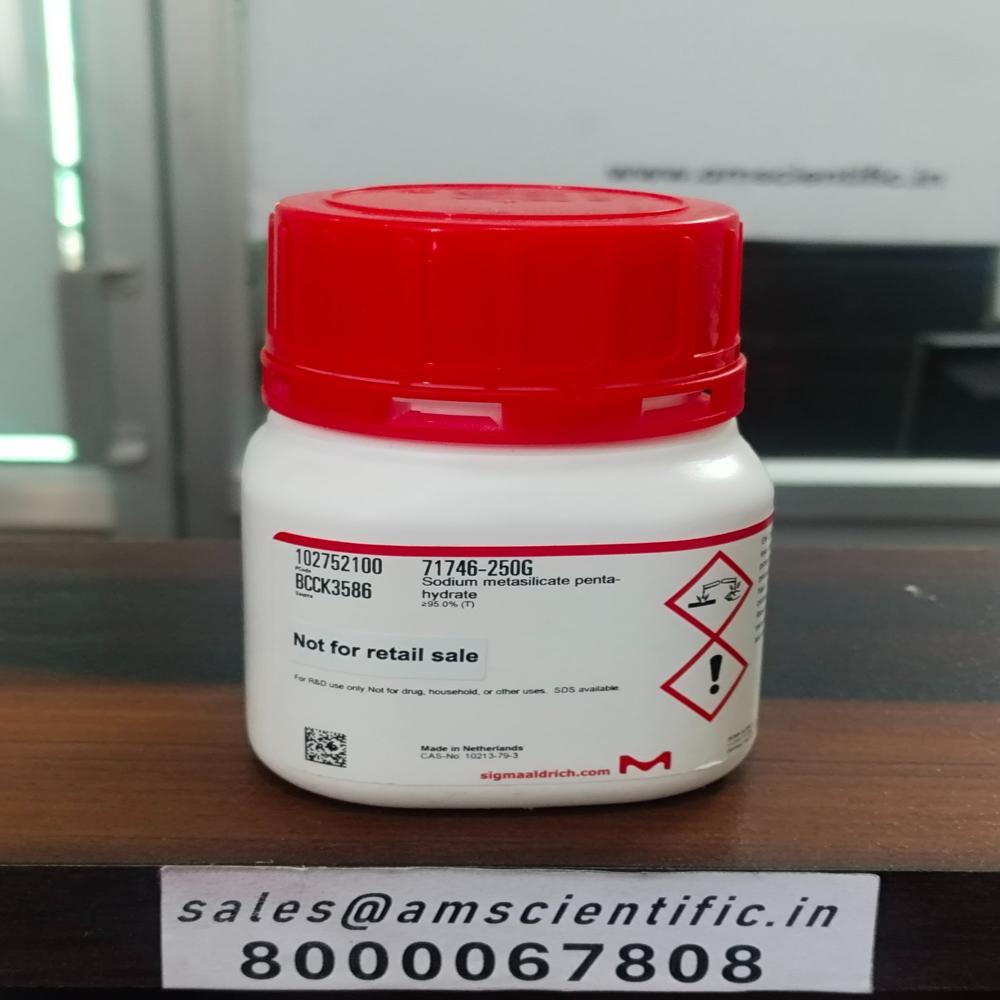 www.amscientific.in
102752100
PCode
BCCK3586
Source
71746-250G
Sodium metasilicate penta-
hydrate
≥95.0% (T)
Not for retail sale
For R&D use only. Not for drug, household, or other uses. SDS available
Made in Netherlands
CAS-No: 10213-79-3
sigmaaldrich.com
sales@amscientific.in
8000067808